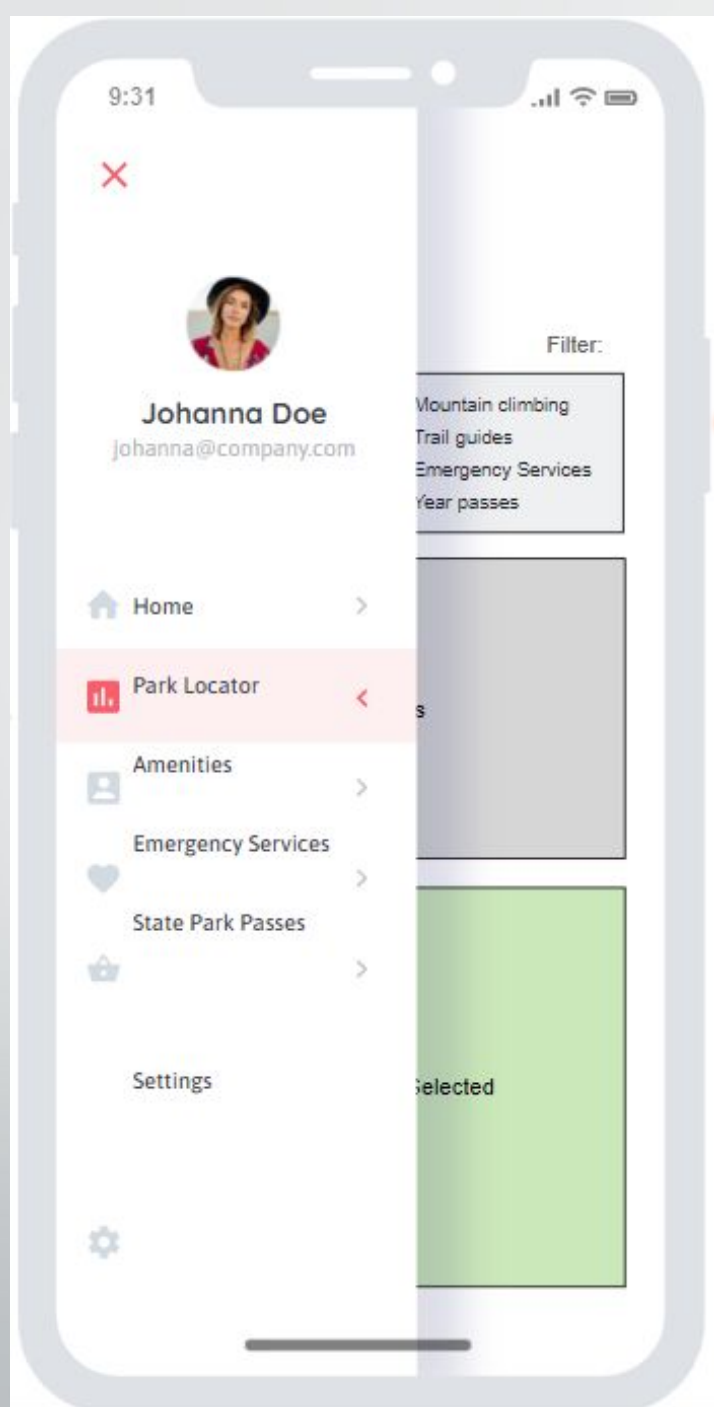 9:31
Johanna Doe
johanna@company.com
Home
Park Locator
Amenities
Emergency Services
State Park Passes
Settings
Filter:
Mountain climbing
Trail guides
Emergency Services
Year passes
s
Selected